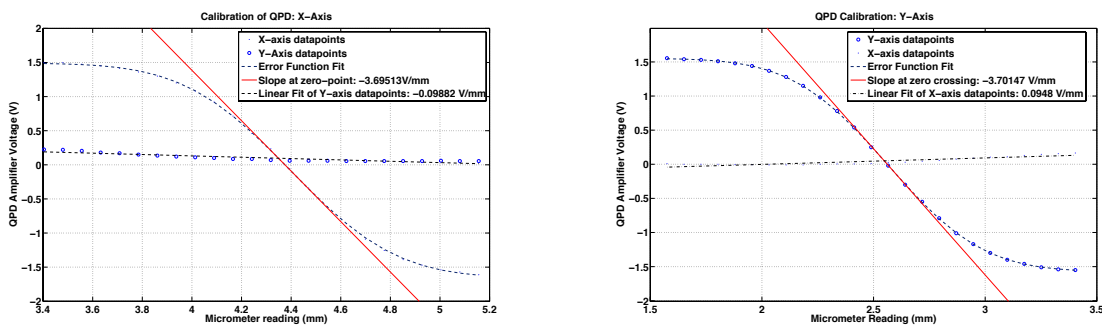 Calibration of QPD: X−Axis
2
1.5
1
0.5
0
−0.5
−1
−1.5
−2
QPD Amplifier Voltage (V)
X−axis datapoints
Y−Axis datapoints
Error Function Fit
Slope at zero−point: −3.69513V/mm
Linear Fit of Y−axis datapoints: −0.09882 V/mm
3.4 3.6 3.8 4 4.2 4.4 4.6 4.8 5 5.2
Micrometer reading (mm)
QPD Calibration: Y−Axis
2
1.5
1
0.5
0
−0.5
−1
−1.5
−2
QPD Amplifier Voltage (V)
Y−axis datapoints
X−axis datapoints
Error Function Fit
Slope at zero crossing: −3.70147V/mm
Linear Fit of X−axis datapoints: 0.0948 V/mm
1.5 2 2.5 3 3.5
Micrometer Reading (mm)